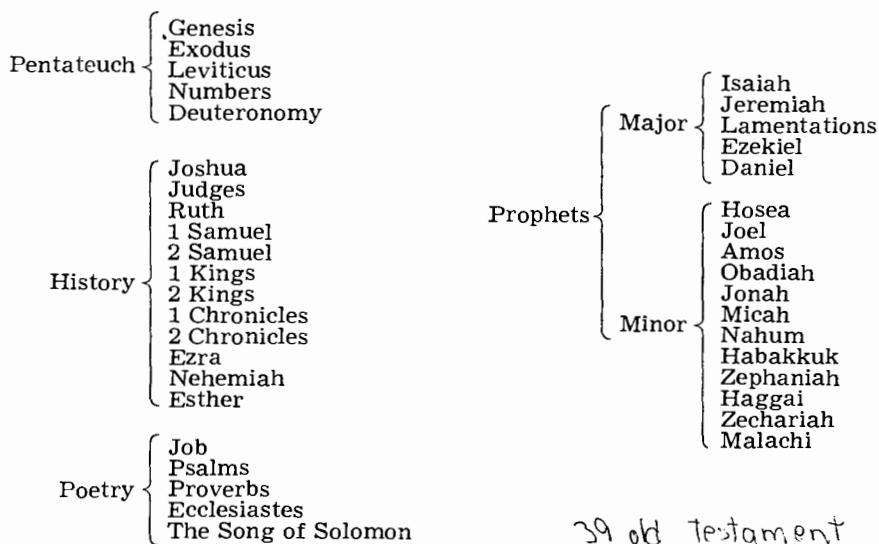 Pentateuch
Genesis
Exodus
Leviticus
Numbers
Deuteronomy
History
Joshua
Judges
Ruth
1 Samuel
2 Samuel
1 Kings
2 Kings
1 Chronicles
2 Chronicles
Ezra
Nehemiah
Esther
Poetry
Job
Psalms
Proverbs
Ecclesiastes
The Song of Solomon
Prophets
Major
Isaiah
Jeremiah
Lamentations
Ezekiel
Daniel
Minor
Hosea
Joel
Amos
Obadiah
Jonah
Micah
Nahum
Habakkuk
Zephaniah
Haggai
Zechariah
Malachi
39 old Testament